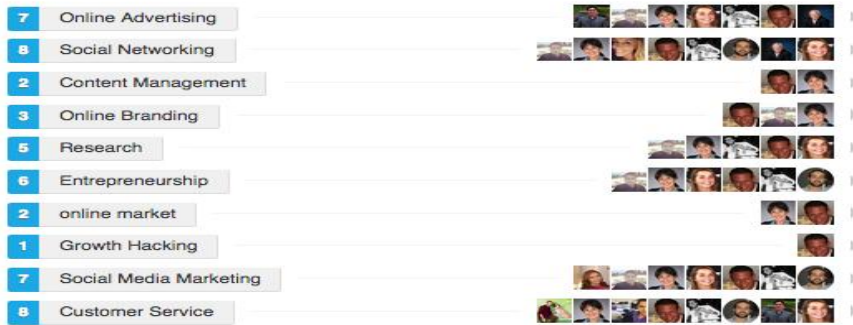 7 Online Advertising
8 Social Networking
2 Content Management
3 Online Branding
5 Research
6 Entrepreneurship
2 online market
1 Growth Hacking
7 Social Media Marketing
8 Customer Service